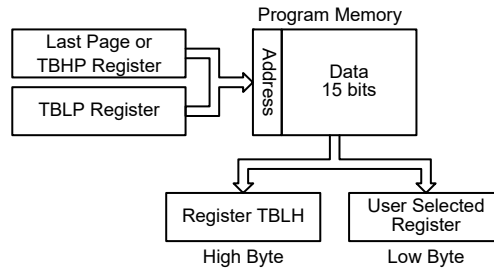 Program Memory
Last Page or
TBHP Register
TBLP Register
Address
Data
15 bits
Register TBLH
User Selected
Register
High Byte
Low Byte